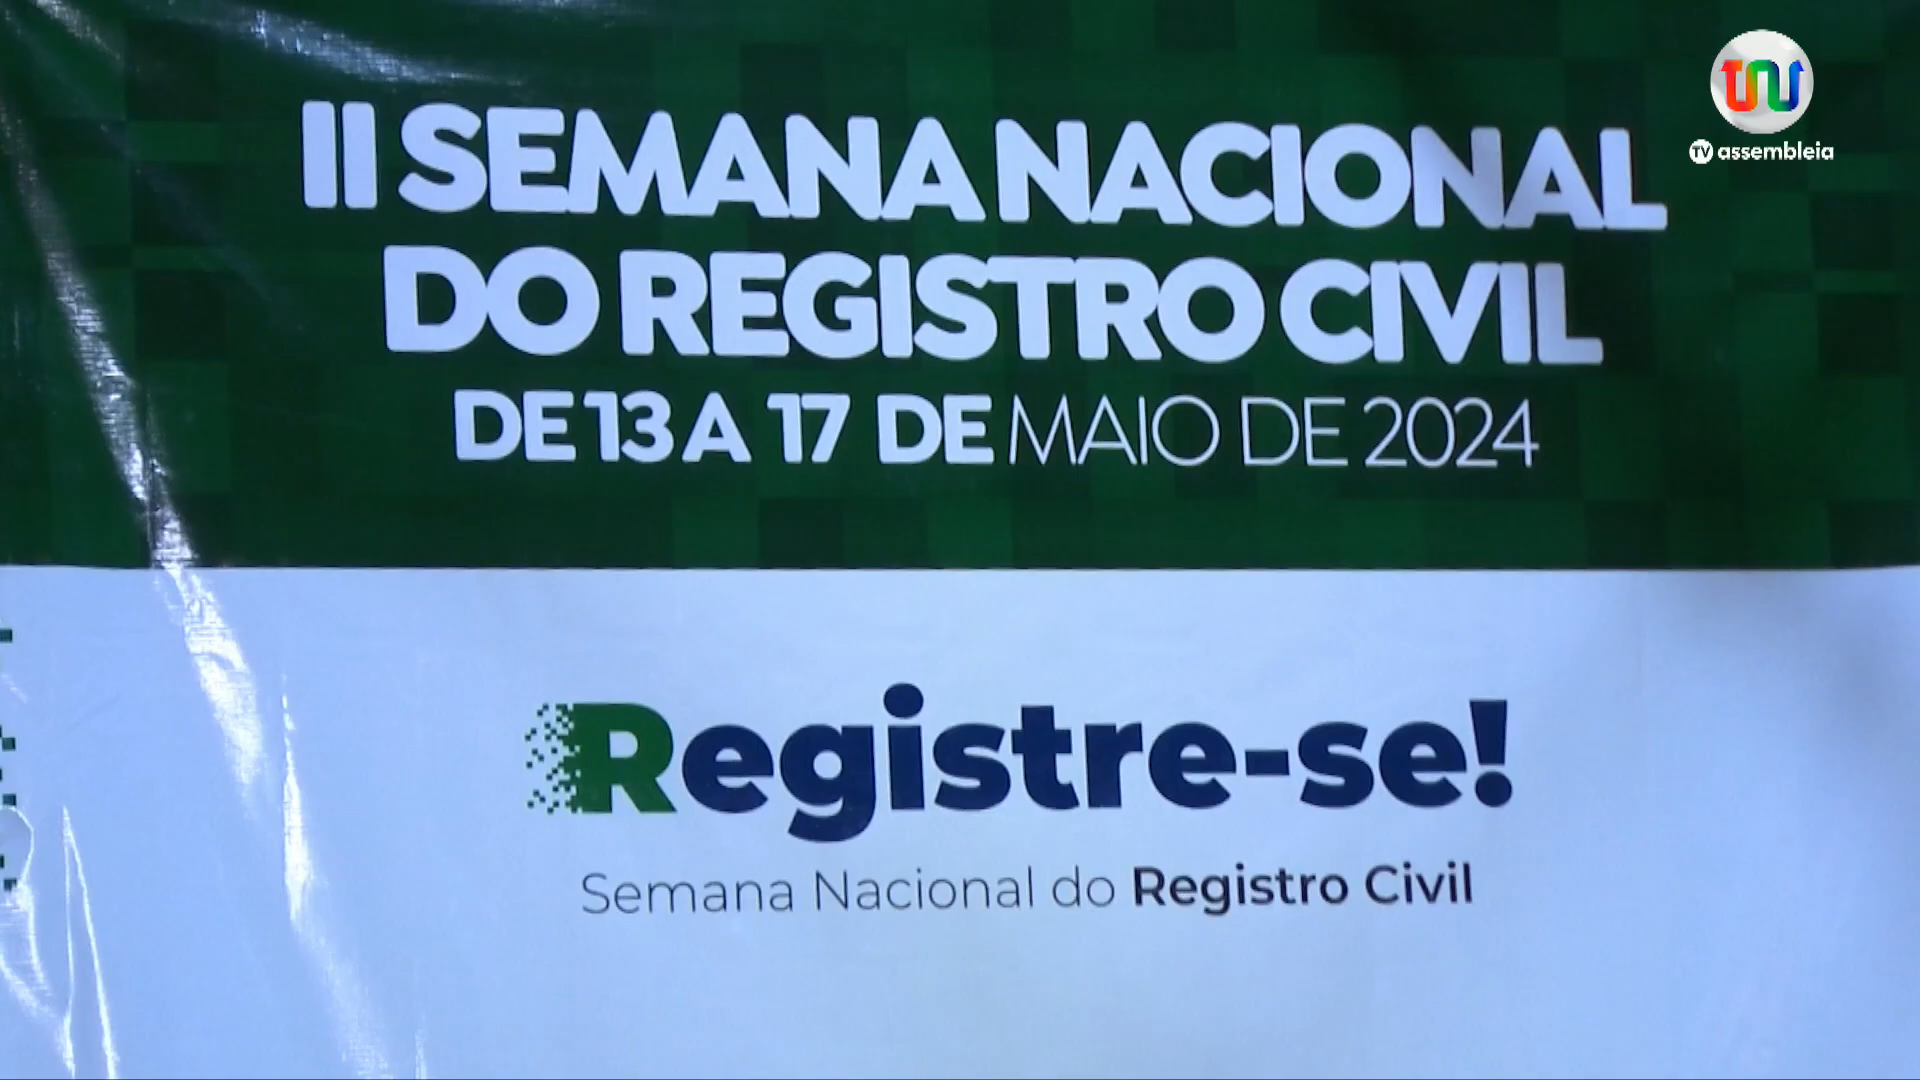 II SEMANA NACIONAL
DO REGISTRO CIVIL
DE 13 A 17 DE MAIO DE 2024
Registre-se!
Semana Nacional do Registro Civil
TV assembleia